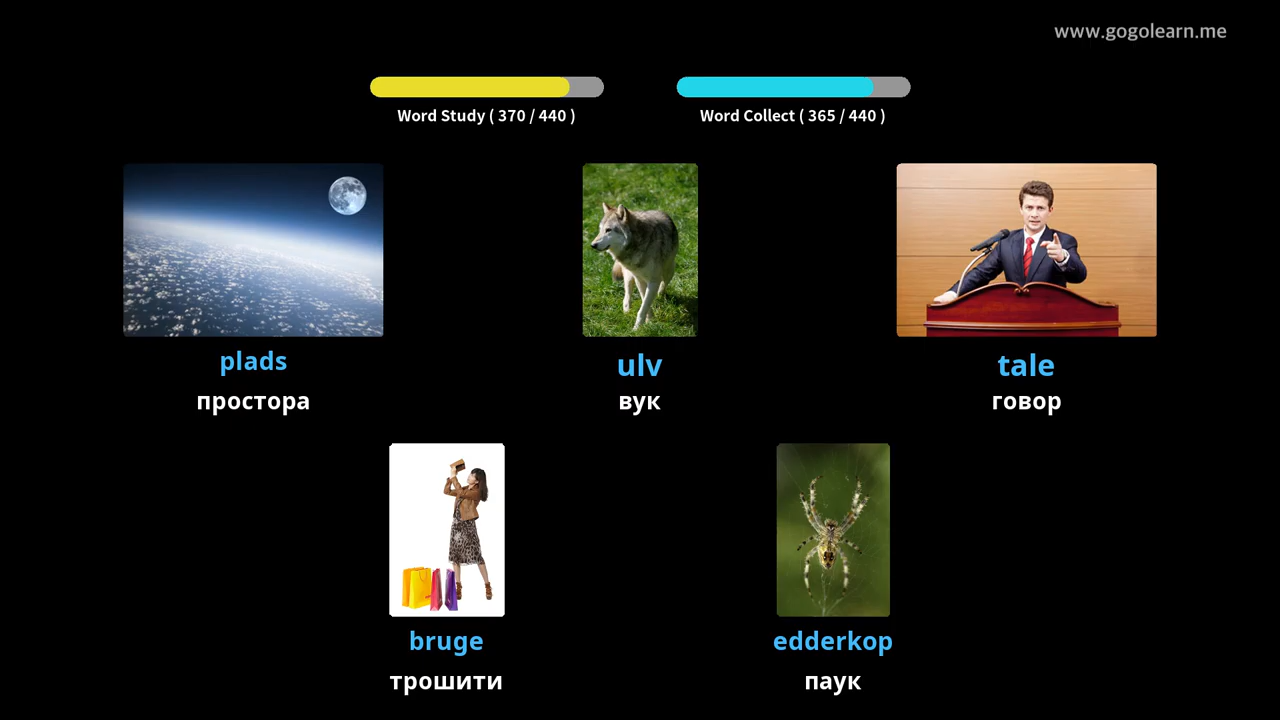 www.gogolearn.me
Word Study ( 370 / 440 )
Word Collect ( 365 / 440 )
plads
ulv
tale
простора
вук
говор
bruge
edderkop
трошити
паук